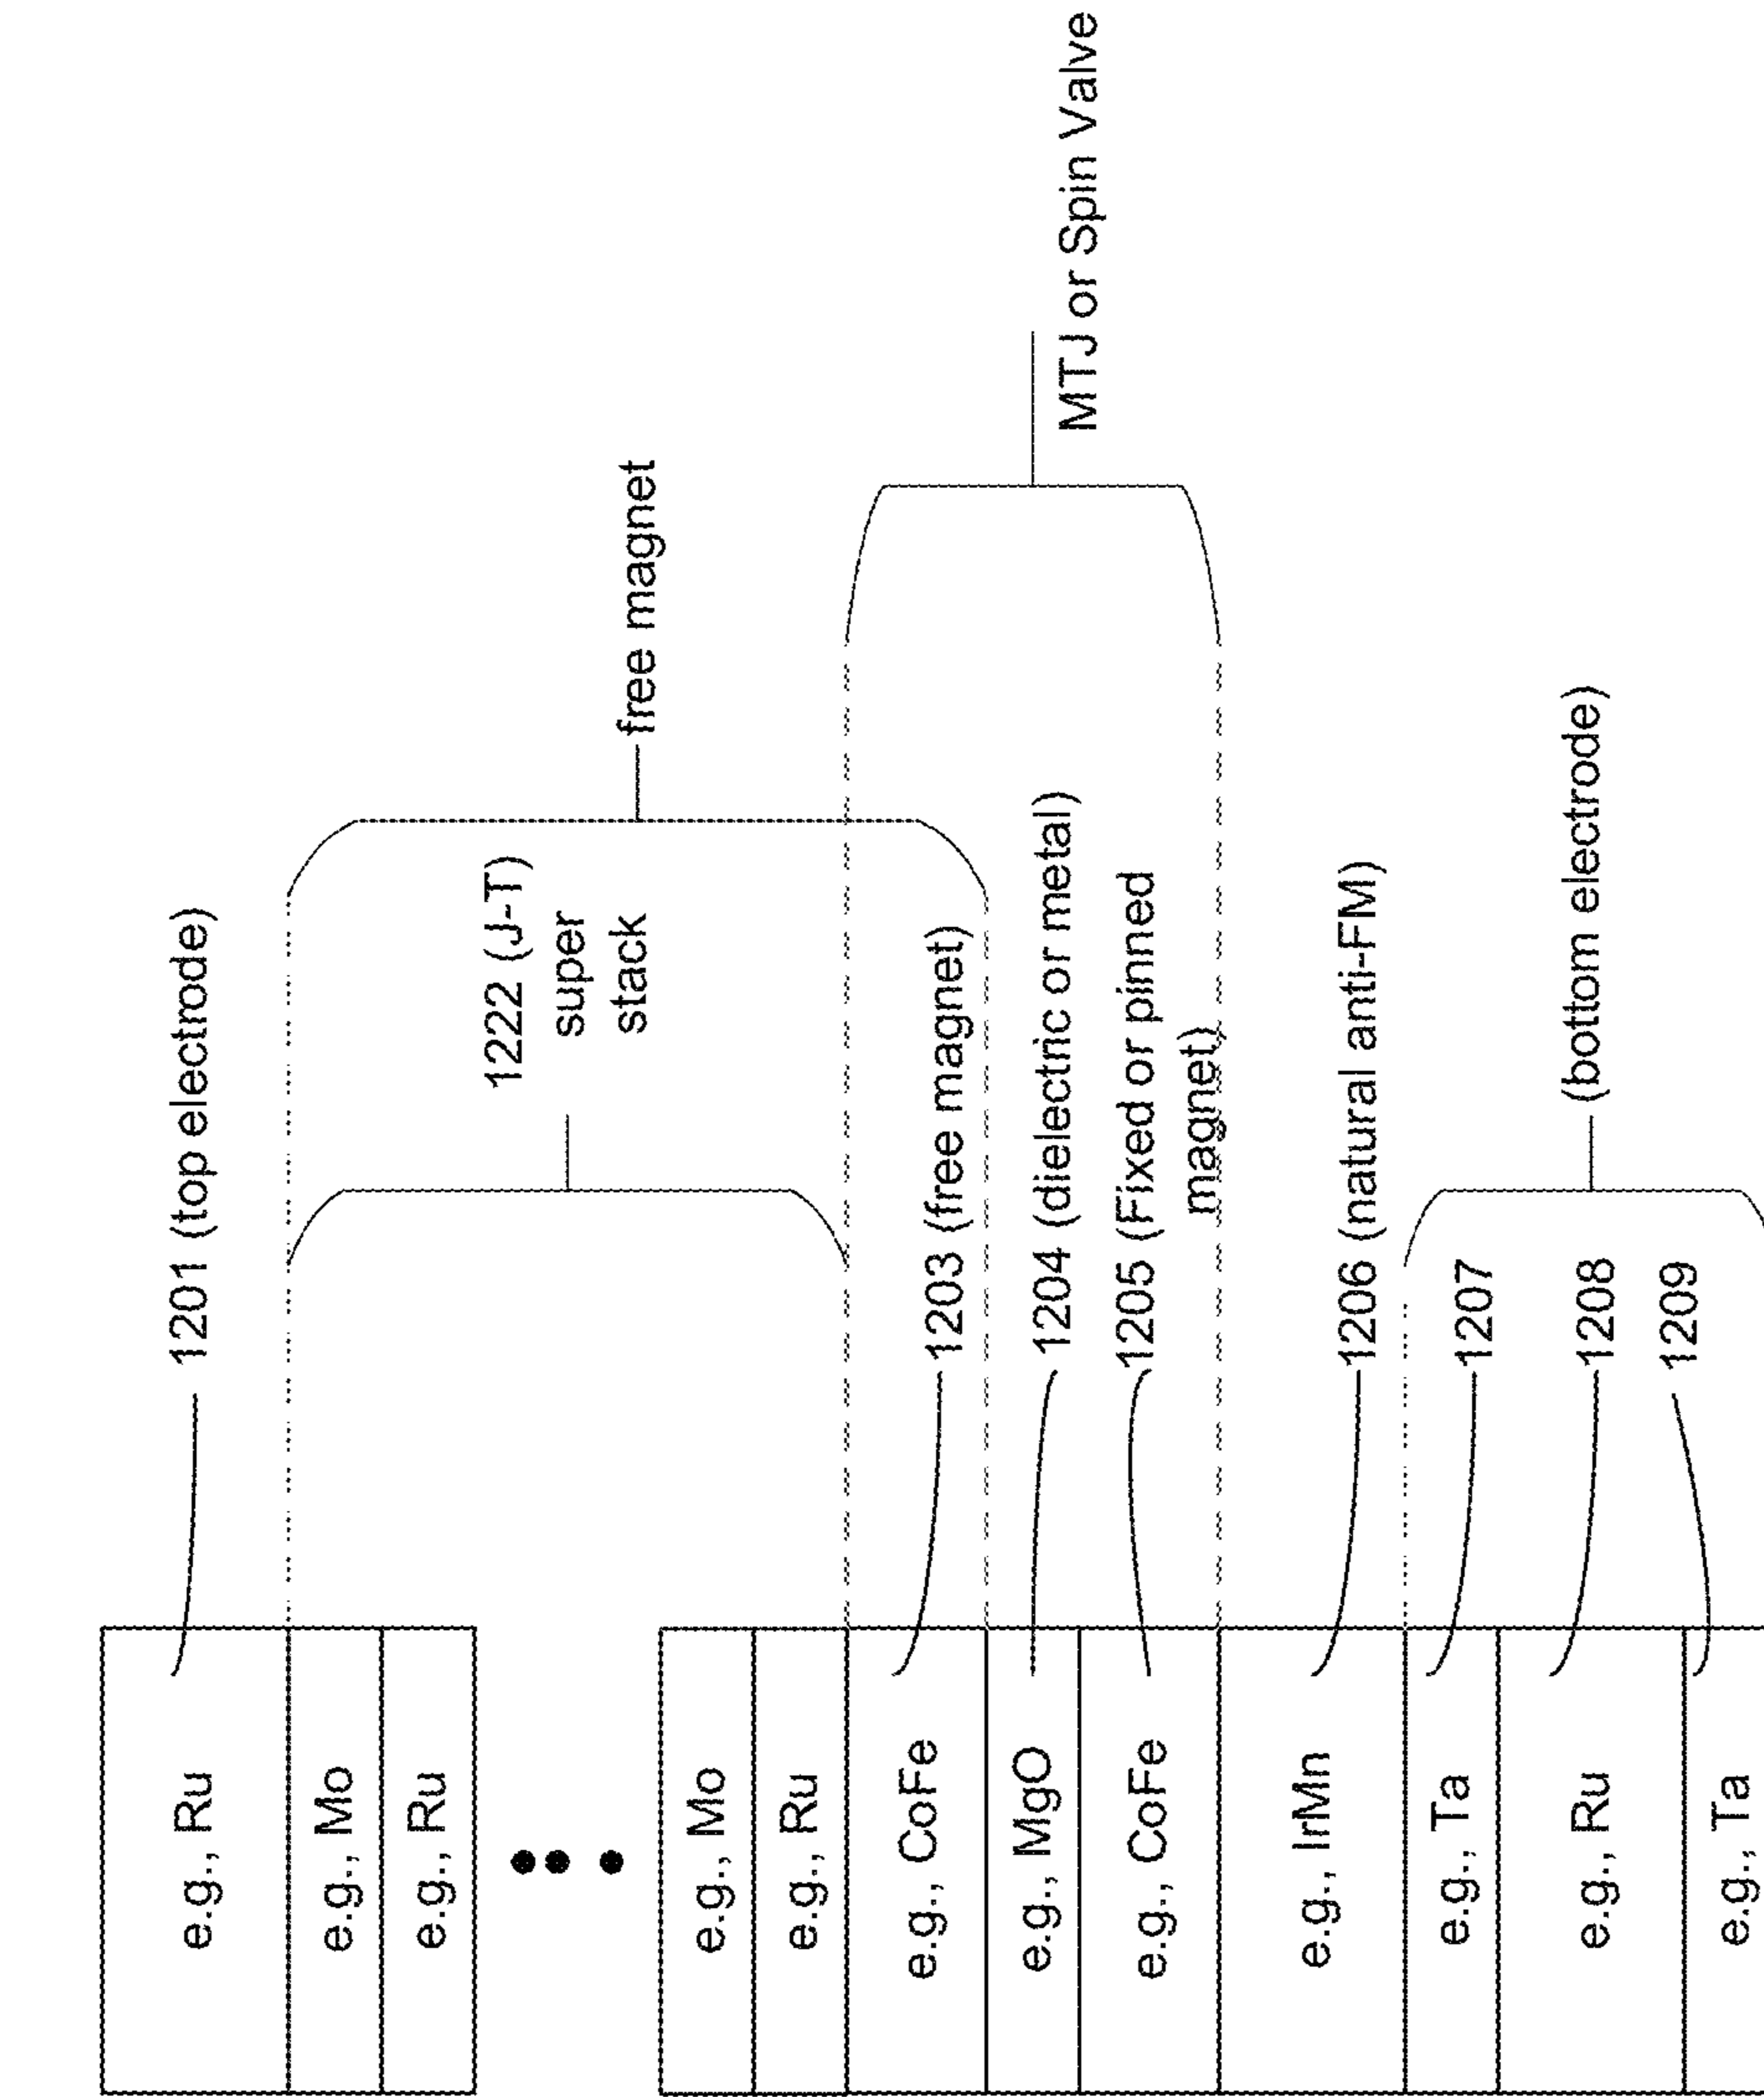 e.g., Ru
1201 (top electrode)
e.g., Mo
e.g., Ru
1222 (J-T)
super
stack
free magnet
e.g., Mo
e.g., Ru
e.g., CoFe
1203 (free magnet)
e.g., MgO
1204 (dielectric or metal)
MTJ or Spin Valve
e.g., CoFe
1205 (Fixed or pinned
magnet)
e.g., IrMn
1206 (natural anti-FM)
e.g., Ta
1207
e.g., Ru
1208
(bottom electrode)
e.g., Ta
1209